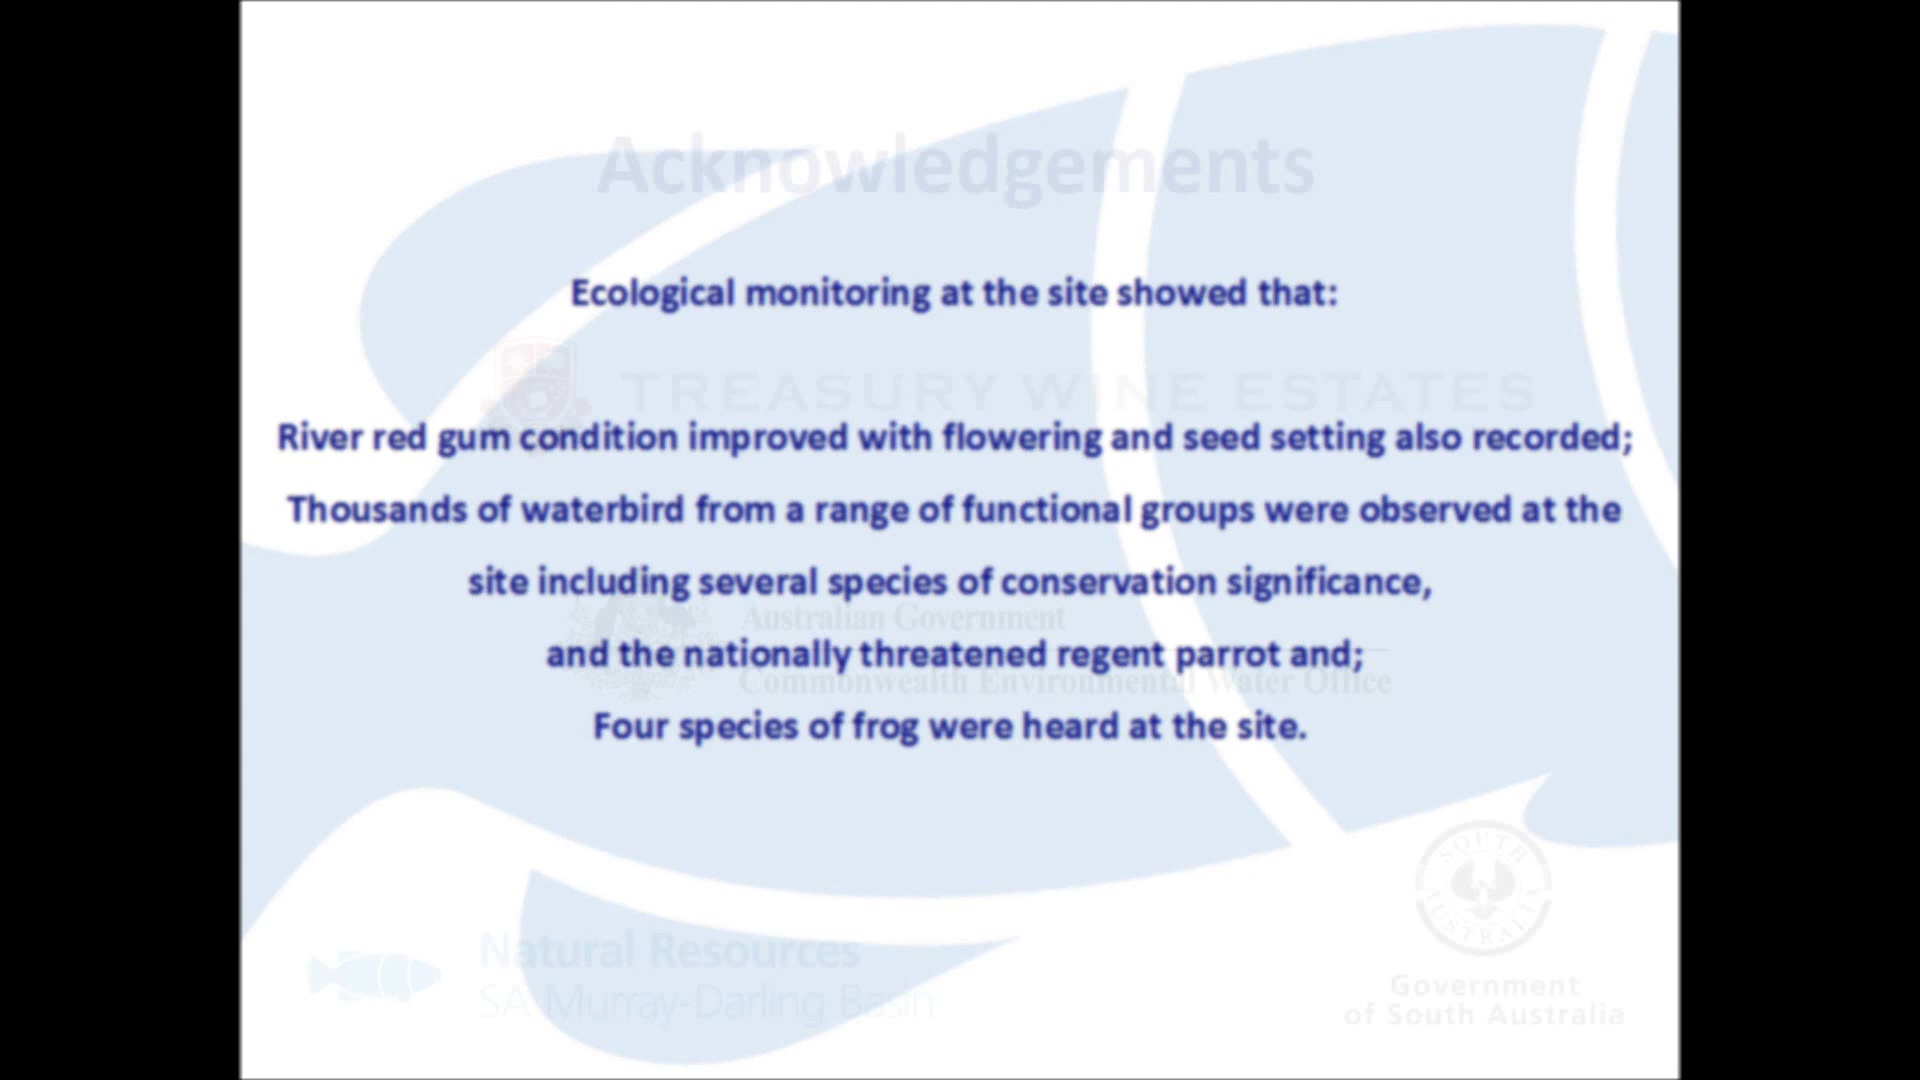 Acknowledgements
Ecological monitoring at the site showed that:
TREASURY WINE ESTATES
River red gum condition improved with flowering and seed setting also recorded;
Thousands of waterbird from a range of functional groups were observed at the
site including several species of conservation significance,
Australian Government
and the nationally threatened regent parrot and;
Commonwealth Environmental Water Office
Four species of frog were heard at the site.
SOUTH AUSTRALIA
Natural Resources
SA Murray-Darling Basin
Government
of South Australia